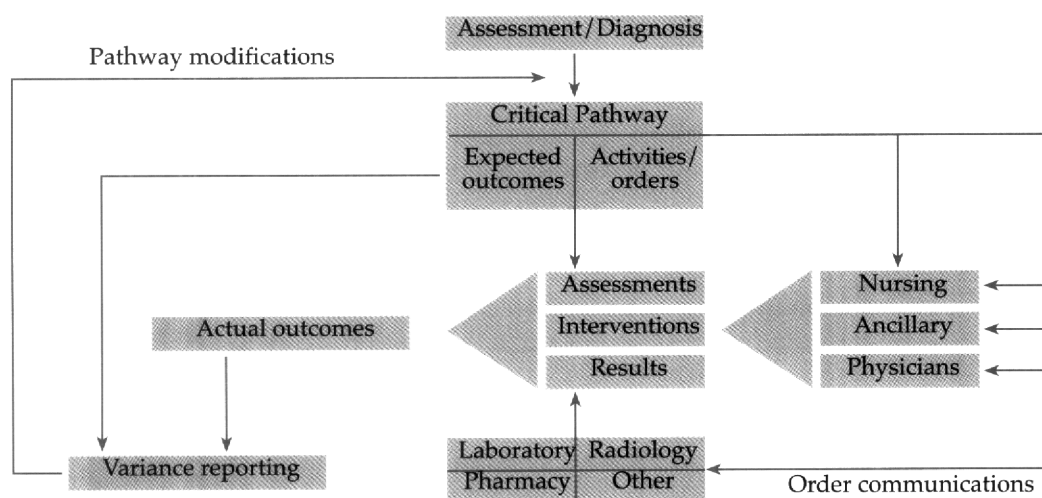 Assessment/Diagnosis
Pathway modifications
Critical Pathway
Expected
outcomes
Activities/
orders
Assessments
Interventions
Results
Nursing
Ancillary
Physicians
Actual outcomes
Variance reporting
Laboratory
Radiology
Pharmacy
Other
Order communications